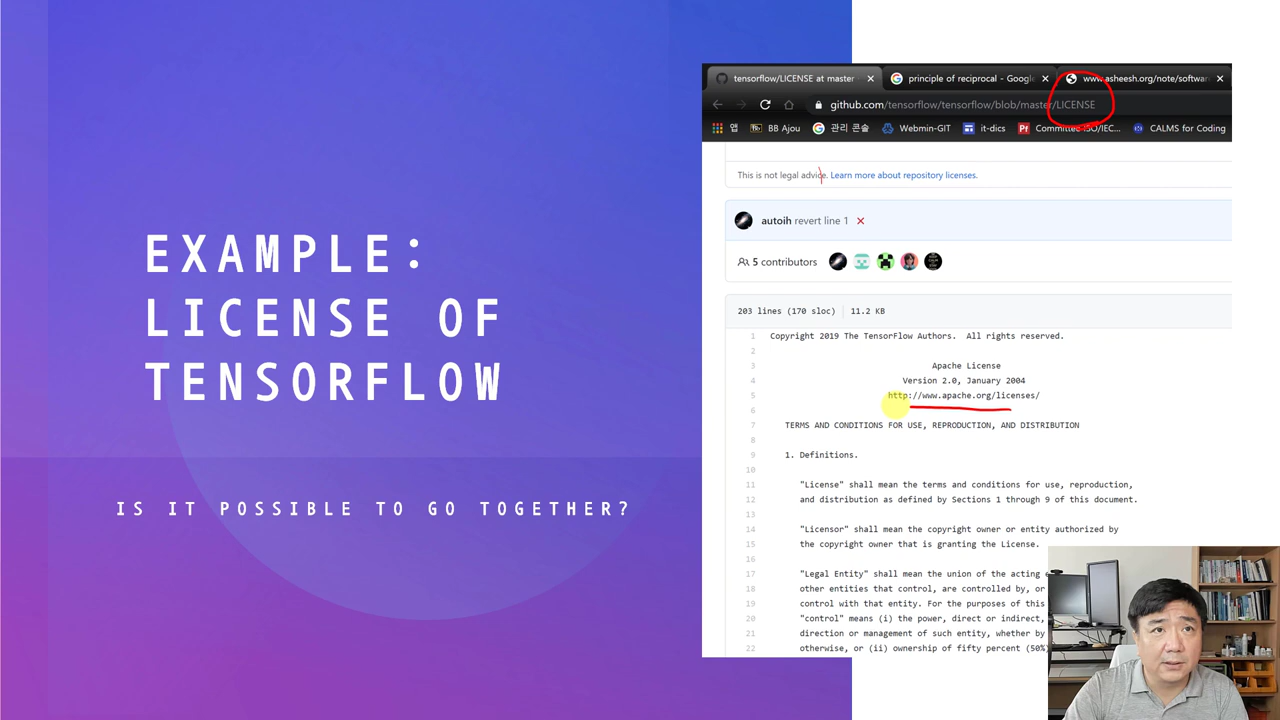 EXAMPLE:
LICENSE OF
TENSORFLOW
IS IT POSSIBLE TO GO TOGETHER?
tensorflow/LICENSE at master
principle of reciprocal - Google
www.asheesh.org/note/softwar
github.com/tensorflow/tensorflow/blob/master/LICENSE
앱
BB Ajou
관리 콘솔
Webmin-GIT
it-dics
Committee-ISO/IEC...
CALMS for Coding
This is not legal advice. Learn more about repository licenses.
autoih revert line 1
5 contributors
203 lines (170 sloc) 11.2 KB
1 Copyright 2019 The TensorFlow Authors. All rights reserved.
2
3 Apache License
4 Version 2.0, January 2004
5 http://www.apache.org/licenses/
6
7 TERMS AND CONDITIONS FOR USE, REPRODUCTION, AND DISTRIBUTION
8
9 1. Definitions.
10
11 "License" shall mean the terms and conditions for use, reproduction,
12 and distribution as defined by Sections 1 through 9 of this document.
13
14 "Licensor" shall mean the copyright owner or entity authorized by
15 the copyright owner that is granting the License.
16
17 "Legal Entity" shall mean the union of the acting e
18 other entities that control, are controlled by, or
19 control with that entity. For the purposes of this
20 "control" means (i) the power, direct or indirect,
21 direction or management of such entity, whether by
22 otherwise, or (ii) ownership of fifty percent (50%)